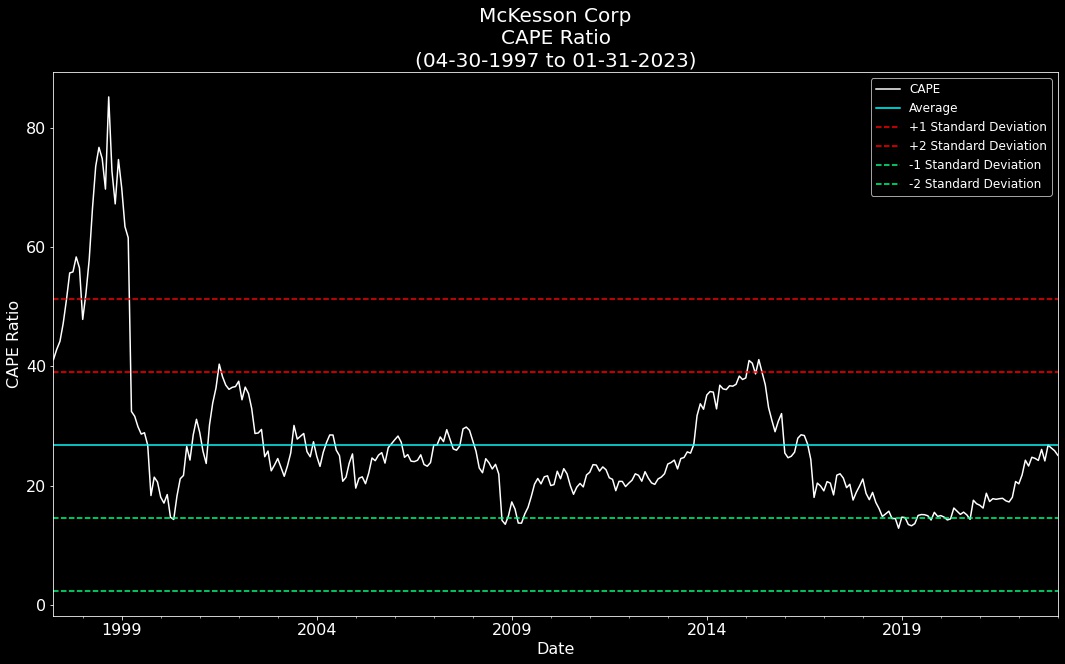 McKesson Corp
CAPE Ratio
(04-30-1997 to 01-31-2023)
CAPE
Average
+1 Standard Deviation
+2 Standard Deviation
-1 Standard Deviation
-2 Standard Deviation
CAPE Ratio
80
60
40
20
0
1999 2004 2009 2014 2019
Date